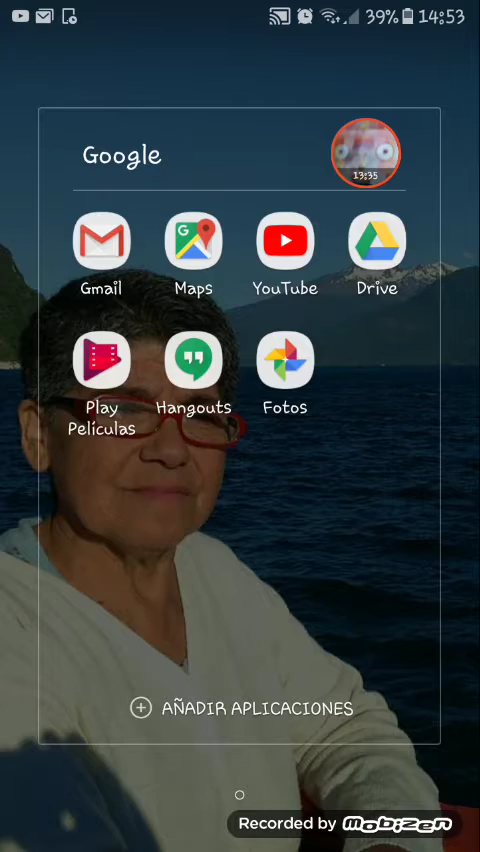 39% 14:53
Google
13:35
G
Gmail Maps YouTube Drive
Play Películas Hangouts Fotos
AÑADIR APLICACIONES
Recorded by Mobizen